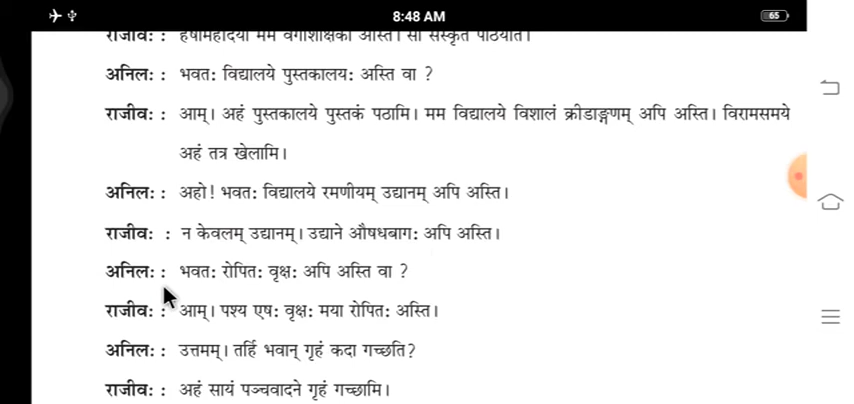 8:48 AM
65
राजीव: : मम अस्ति। सा संस्कृतं पाठयति।
अनिल: : भवत: विद्यालये पुस्तकालय: अस्ति वा ?
राजीव: : आम्। अहं पुस्तकालये पुस्तकं पठामि। मम विद्यालये विशालं क्रीडाङ्गणम् अपि अस्ति। विरामसमये
अहं तत्र खेलामि।
अनिल: : अहो! भवत: विद्यालये रमणीयम् उद्यानम् अपि अस्ति।
राजीव: : न केवलम् उद्यानम्। उद्याने औषधबाग: अपि अस्ति।
अनिल: : भवत: रोपित: वृक्ष: अपि अस्ति वा ?
राजीव: : आम्। पश्य एष: वृक्ष: मया रोपित: अस्ति।
अनिल: : उत्तमम्। तर्हि भवान् गृहं कदा गच्छति?
राजीव: : अहं सायं पञ्चवादने गृहं गच्छामि।